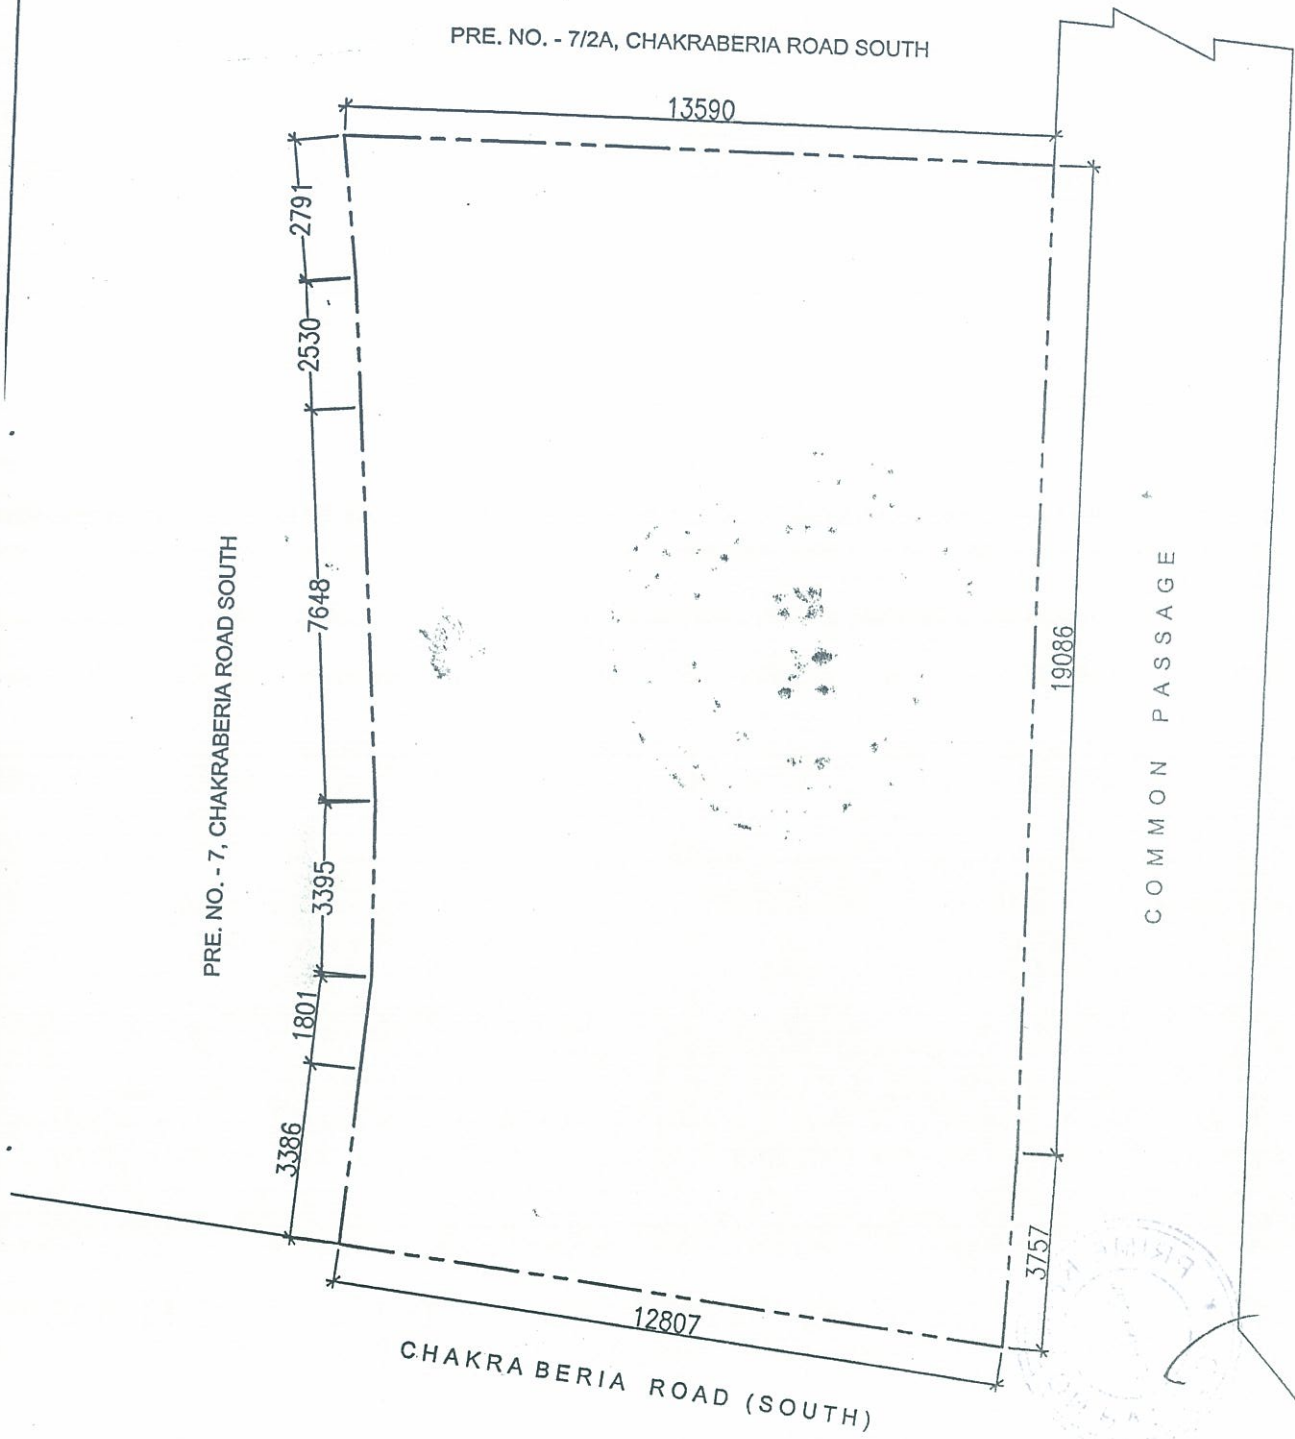 PRE. NO. - 7/2A, CHAKRABERIA ROAD SOUTH
13590
2791
2530
7648
3395
1801
3386
PRE. NO. - 7, CHAKRABERIA ROAD SOUTH
19086
3757
COMMON PASSAGE
12807
CHAKRA BERIA ROAD (SOUTH)